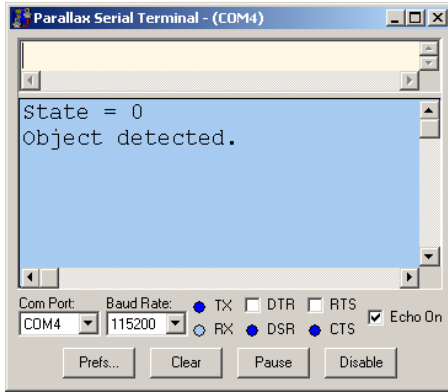 Parallax Serial Terminal - (COM4)
State = 0
Object detected.
Com Port: Baud Rate: TX DTR RTS
COM4 115200 RX DSR CTS Echo On
Prefs... Clear Pause Disable